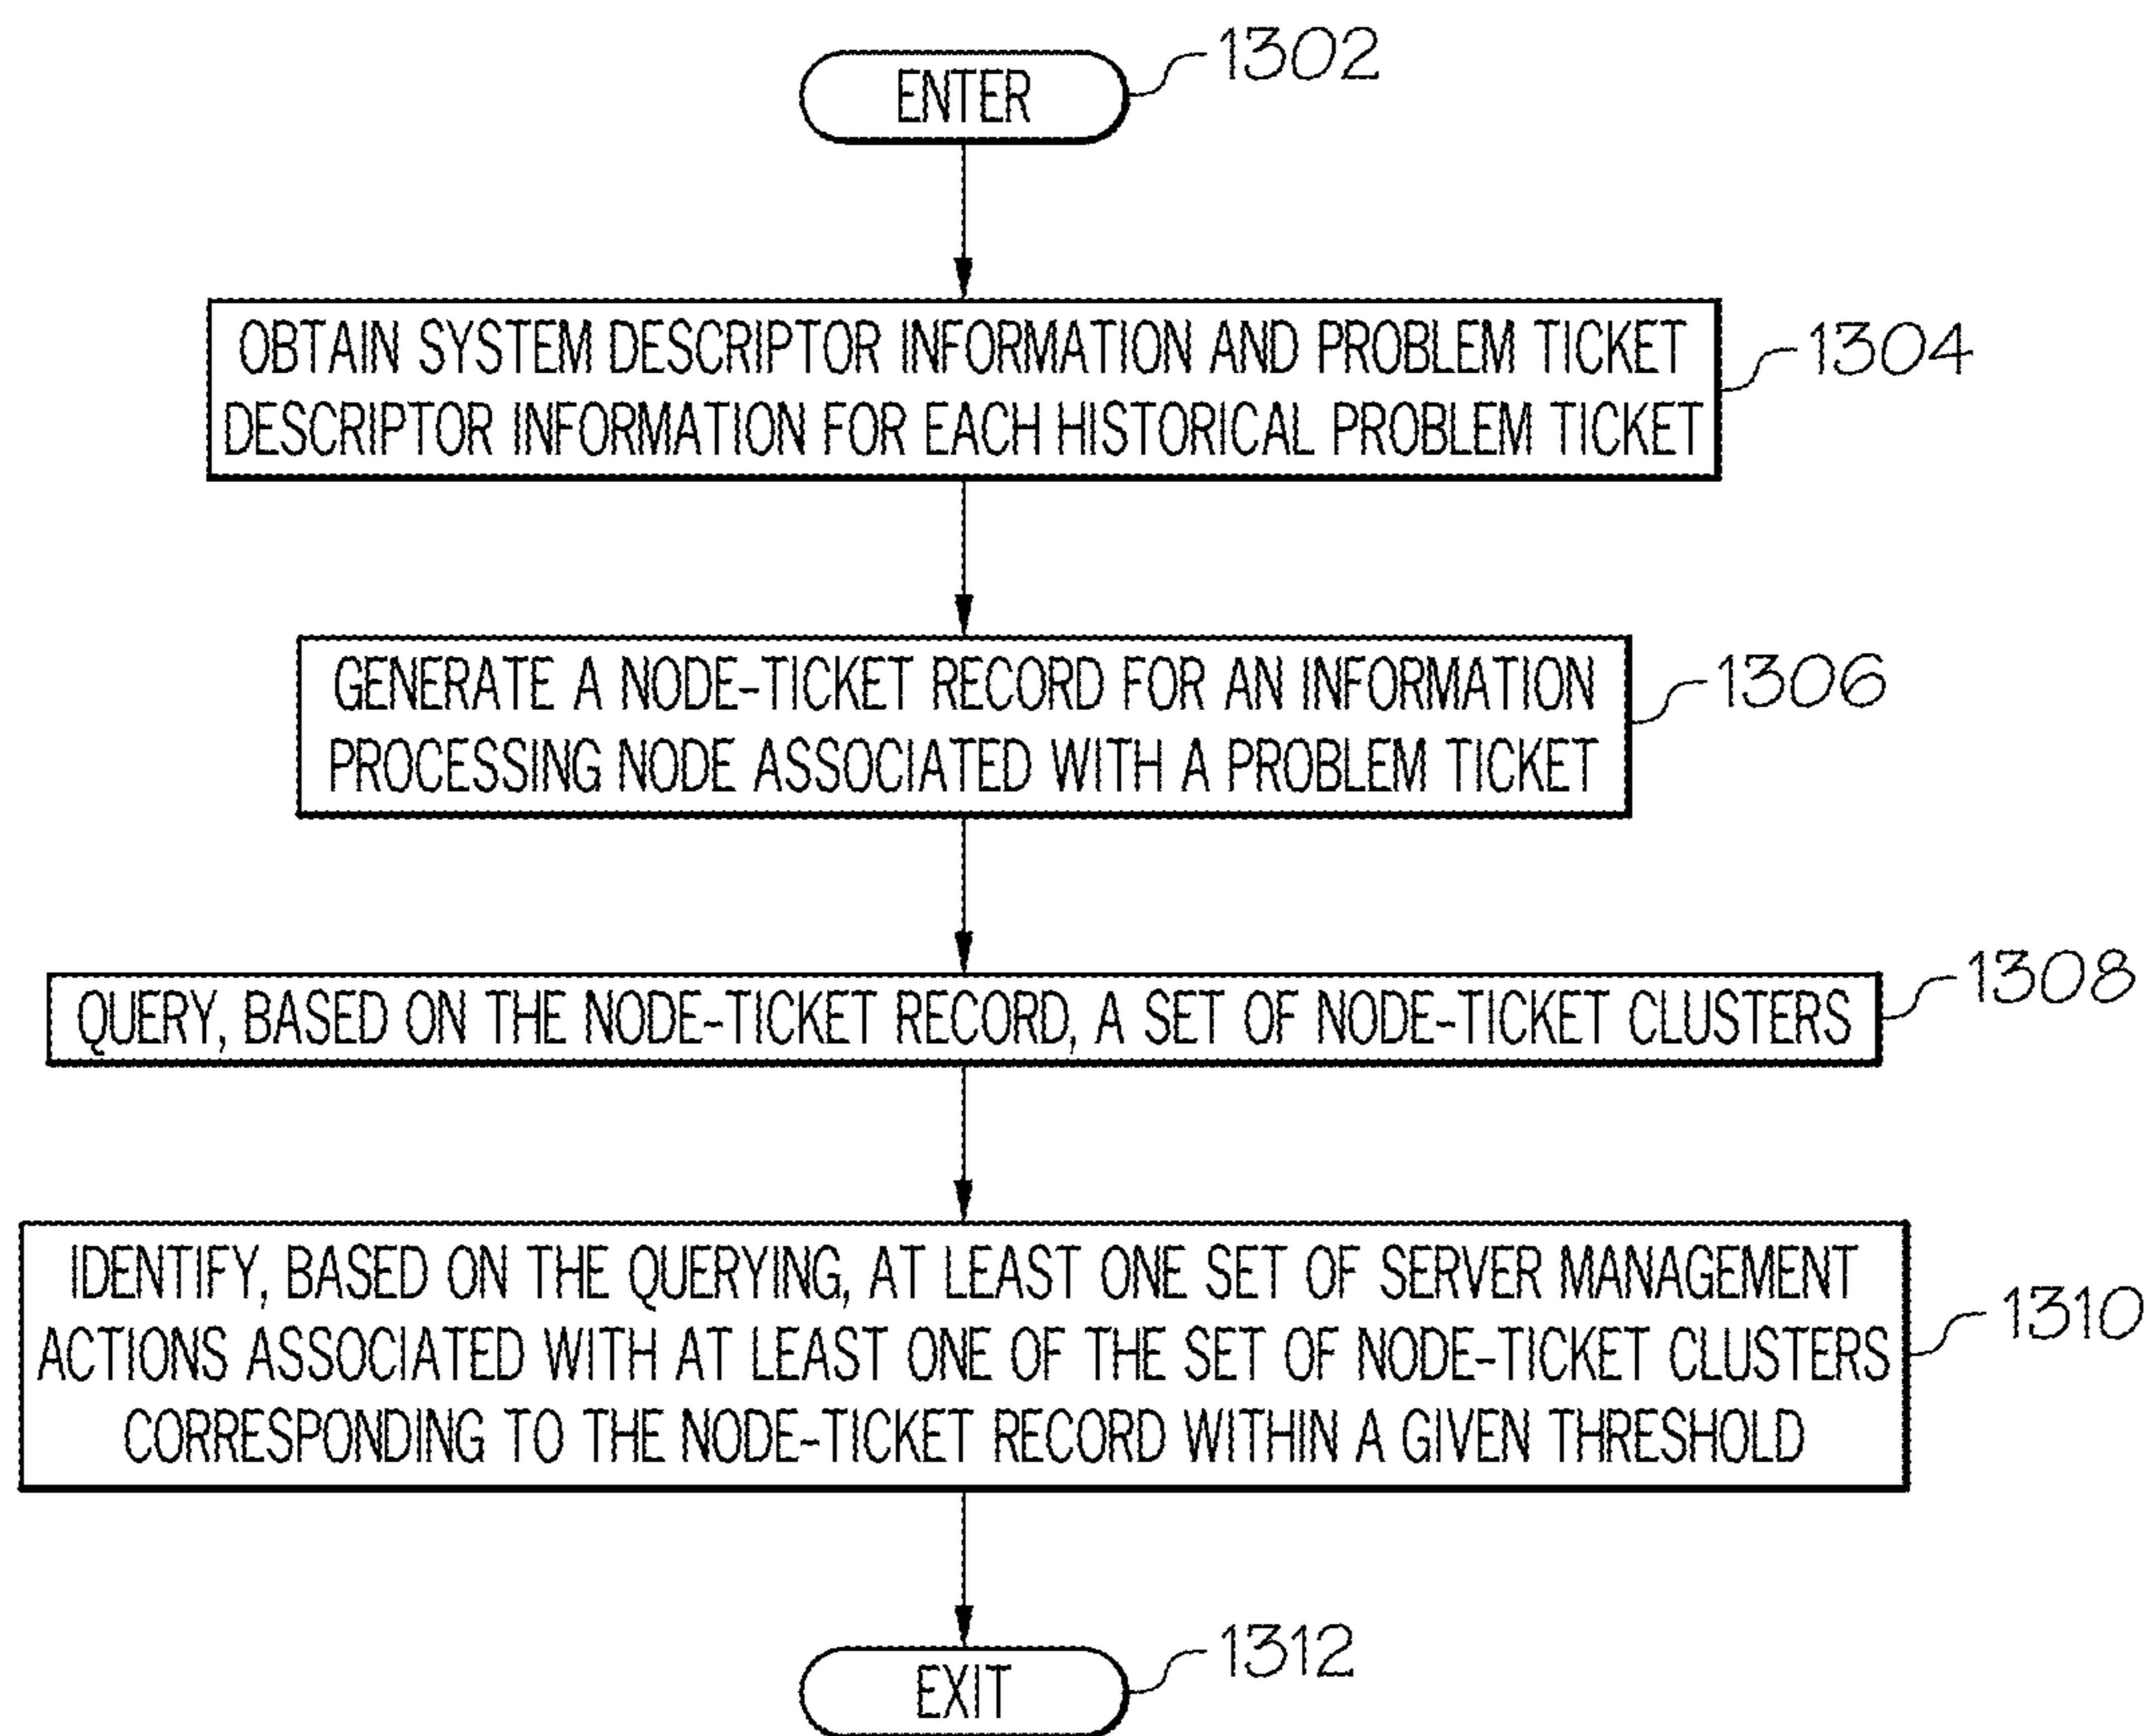 ENTER
1302
OBTAIN SYSTEM DESCRIPTOR INFORMATION AND PROBLEM TICKET
DESCRIPTOR INFORMATION FOR EACH HISTORICAL PROBLEM TICKET
1304
GENERATE A NODE-TICKET RECORD FOR AN INFORMATION
PROCESSING NODE ASSOCIATED WITH A PROBLEM TICKET
1306
QUERY, BASED ON THE NODE-TICKET RECORD, A SET OF NODE-TICKET CLUSTERS
1308
IDENTIFY, BASED ON THE QUERYING, AT LEAST ONE SET OF SERVER MANAGEMENT
ACTIONS ASSOCIATED WITH AT LEAST ONE OF THE SET OF NODE-TICKET CLUSTERS
CORRESPONDING TO THE NODE-TICKET RECORD WITHIN A GIVEN THRESHOLD
1310
EXIT
1312